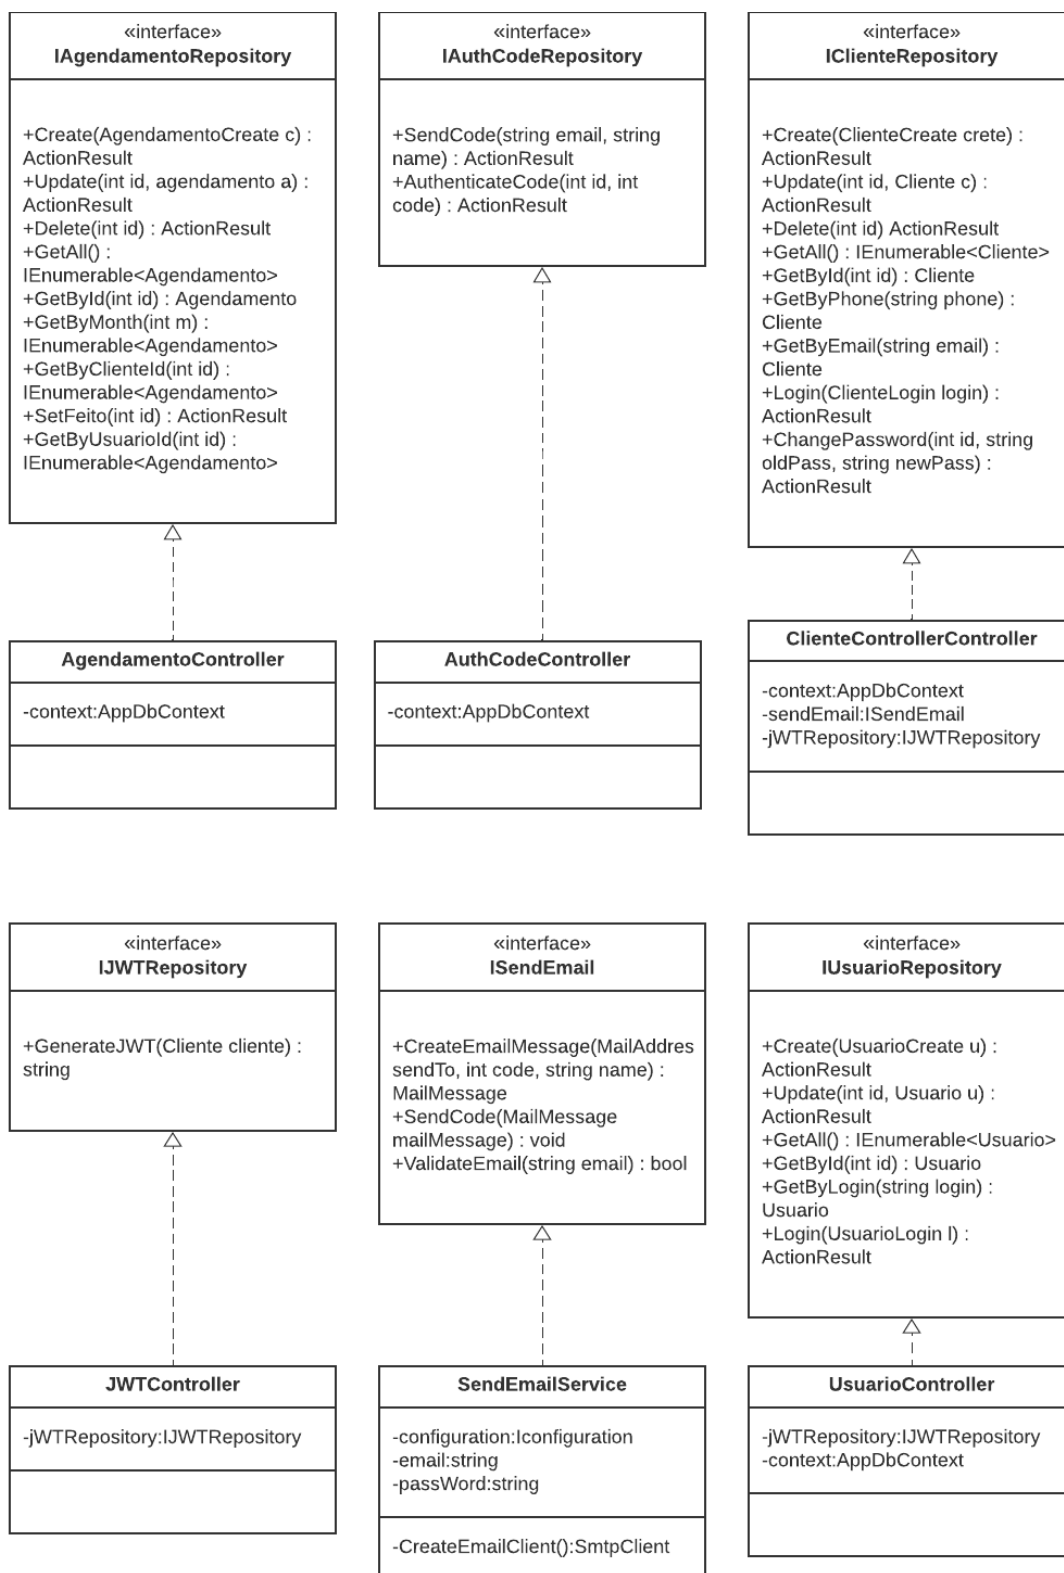 «interface»
IAgendamentoRepository
+Create(AgendamentoCreate c) :
ActionResult
+Update(int id, agendamento a) :
ActionResult
+Delete(int id) : ActionResult
+GetAll() :
IEnumerable<Agendamento>
+GetById(int id) : Agendamento
+GetByMonth(int m) :
IEnumerable<Agendamento>
+GetByClienteId(int id) :
IEnumerable<Agendamento>
+SetFeito(int id) : ActionResult
+GetByUsuarioId(int id) :
IEnumerable<Agendamento>
«interface»
IAuthCodeRepository
+SendCode(string email, string
name) : ActionResult
+AuthenticateCode(int id, int
code) : ActionResult
«interface»
IClienteRepository
+Create(ClienteCreate crete) :
ActionResult
+Update(int id, Cliente c) :
ActionResult
+Delete(int id) ActionResult
+GetAll() : IEnumerable<Cliente>
+GetById(int id) : Cliente
+GetByPhone(string phone) :
Cliente
+GetByEmail(string email) :
Cliente
+Login(ClienteLogin login) :
ActionResult
+ChangePassword(int id, string
oldPass, string newPass) :
ActionResult
AgendamentoController
-context:AppDbContext
AuthCodeController
-context:AppDbContext
ClienteControllerController
-context:AppDbContext
-sendEmail:ISendEmail
-jWTRepository:IJWTRepository
«interface»
IJWTRepository
+GenerateJWT(Cliente cliente) :
string
«interface»
ISendEmail
+CreateEmailMessage(MailAddres
sendTo, int code, string name) :
MailMessage
+SendCode(MailMessage
mailMessage) : void
+ValidateEmail(string email) : bool
«interface»
IUsuarioRepository
+Create(UsuarioCreate u) :
ActionResult
+Update(int id, Usuario u) :
ActionResult
+GetAll() : IEnumerable<Usuario>
+GetById(int id) : Usuario
+GetByLogin(string login) :
Usuario
+Login(UsuarioLogin l) :
ActionResult
JWTController
-jWTRepository:IJWTRepository
SendEmailService
-configuration:Iconfiguration
-email:string
-passWord:string
-CreateEmailClient():SmtpClient
UsuarioController
-jWTRepository:IJWTRepository
-context:AppDbContext